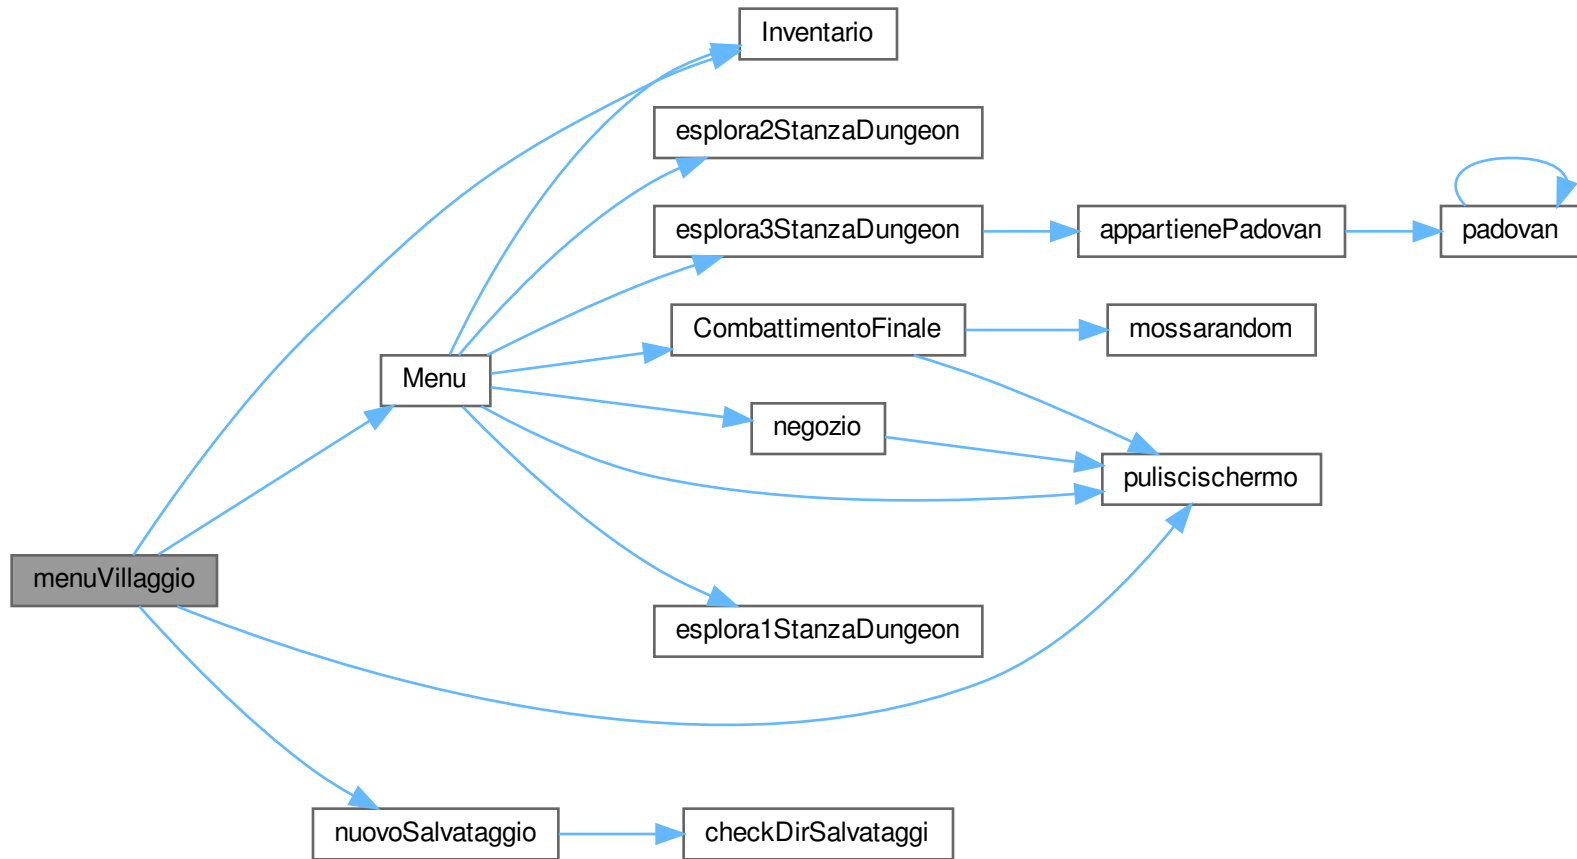 Inventario
esplora2StanzaDungeon
esplora3StanzaDungeon
appartienePadovan
padovan
CombattimentoFinale
mossarandom
Menu
negozio
puliscischermo
menuVillaggio
esplora1StanzaDungeon
nuovoSalvataggio
checkDirSalvataggi